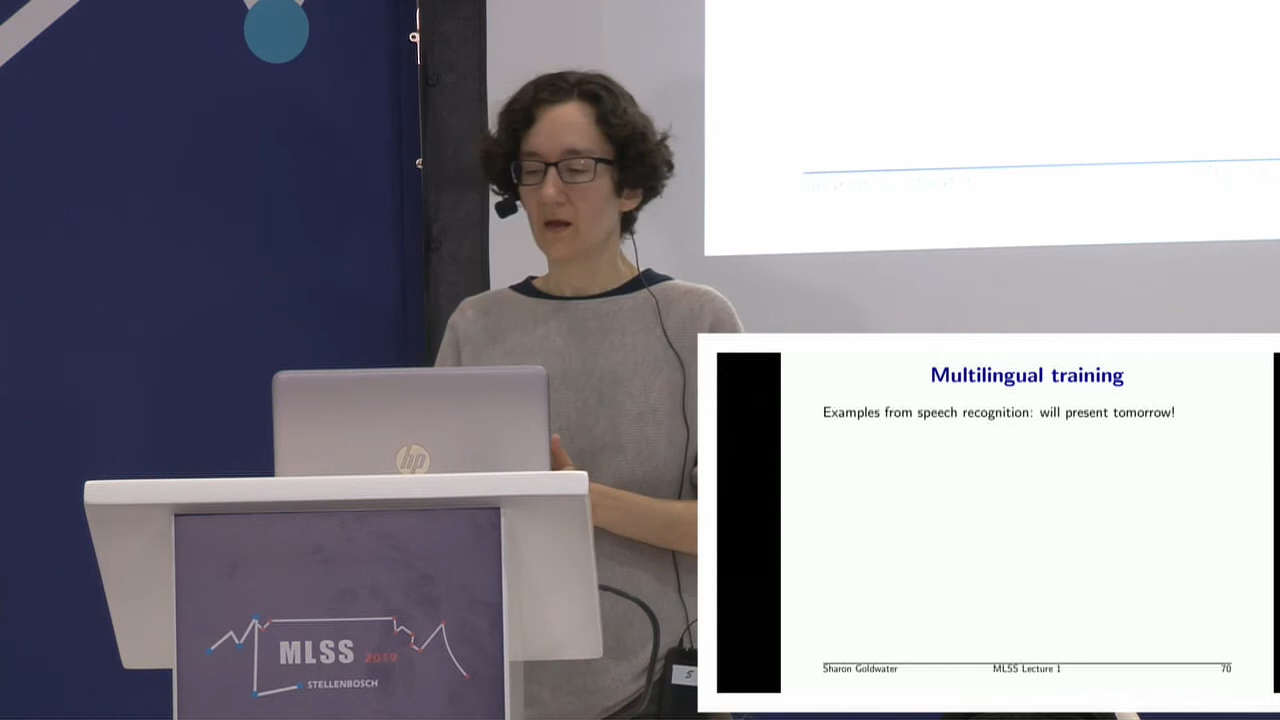 Multilingual training
Examples from speech recognition: will present tomorrow!
Sharon Goldwater MLSS Lecture 1 70
hp
MLSS 2019
STELLENBOSCH
5